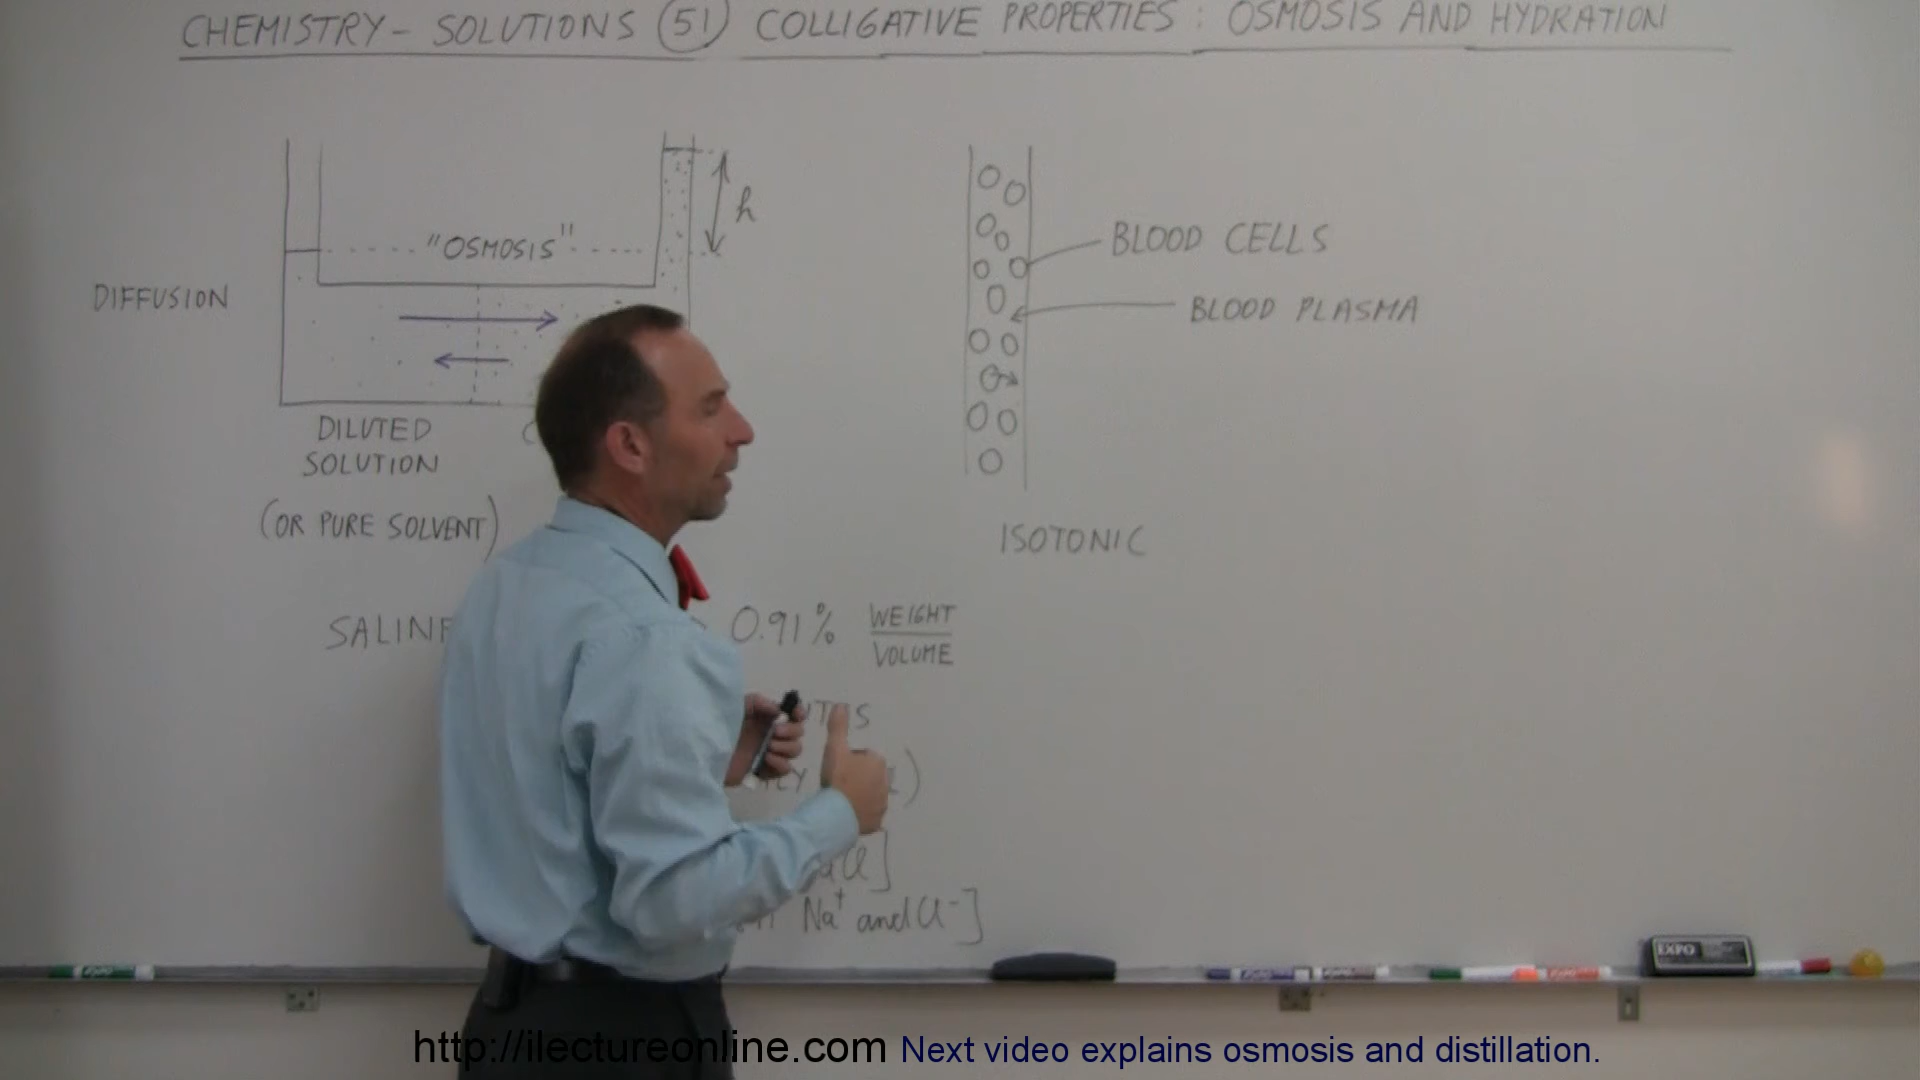 CHEMISTRY – SOLUTIONS 51 COLLIGATIVE PROPERTIES : OSMOSIS AND HYDRATION
h
"OSMOSIS"
DIFFUSION
DILUTED
SOLUTION
(OR PURE SOLVENT)
BLOOD CELLS
BLOOD PLASMA
ISOTONIC
SALINE
0.91% WEIGHT
VOLUME
Na⁺ and Cl⁻]
EXPO
http://ilectureonline.com Next video explains osmosis and distillation.